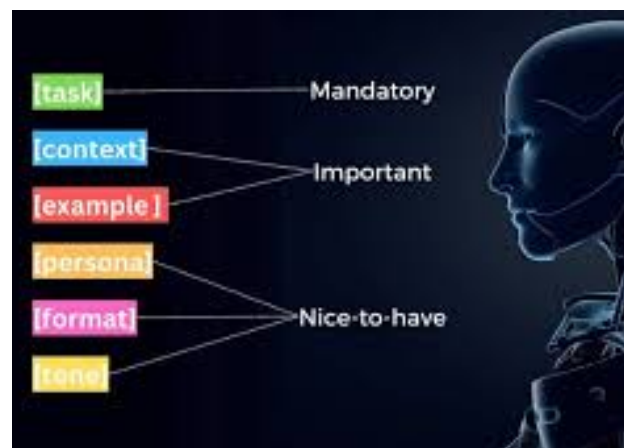 [task]
Mandatory
[context]
Important
[example ]
[persona]
[format]
Nice-to-have
[tone]